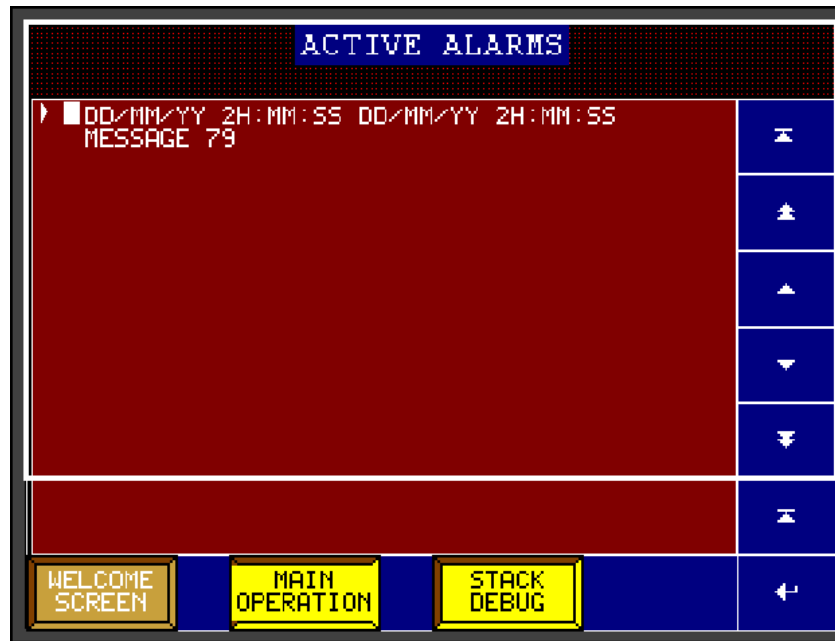 ACTIVE ALARMS
DD/MM/YY 2H:MM:SS DD/MM/YY 2H:MM:SS
MESSAGE 79
WELCOME
SCREEN
MAIN
OPERATION
STACK
DEBUG